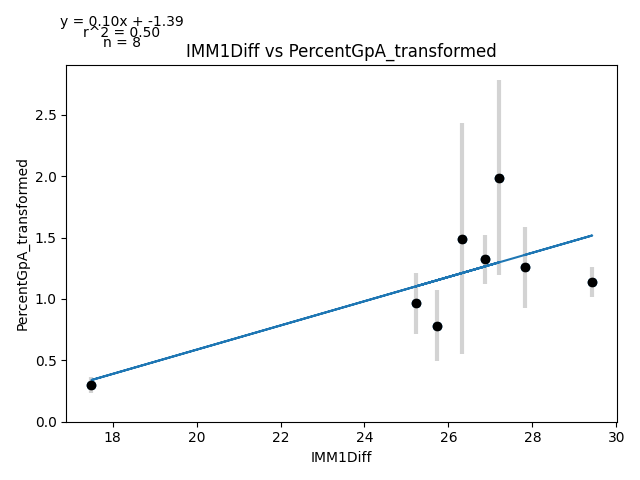 y = 0.10x + -1.39
r^2 = 0.50
n = 8
IMM1Diff vs PercentGpA_transformed
PercentGpA_transformed
2.5
2.0
1.5
1.0
0.5
0.0
18 20 22 24 26 28 30
IMM1Diff